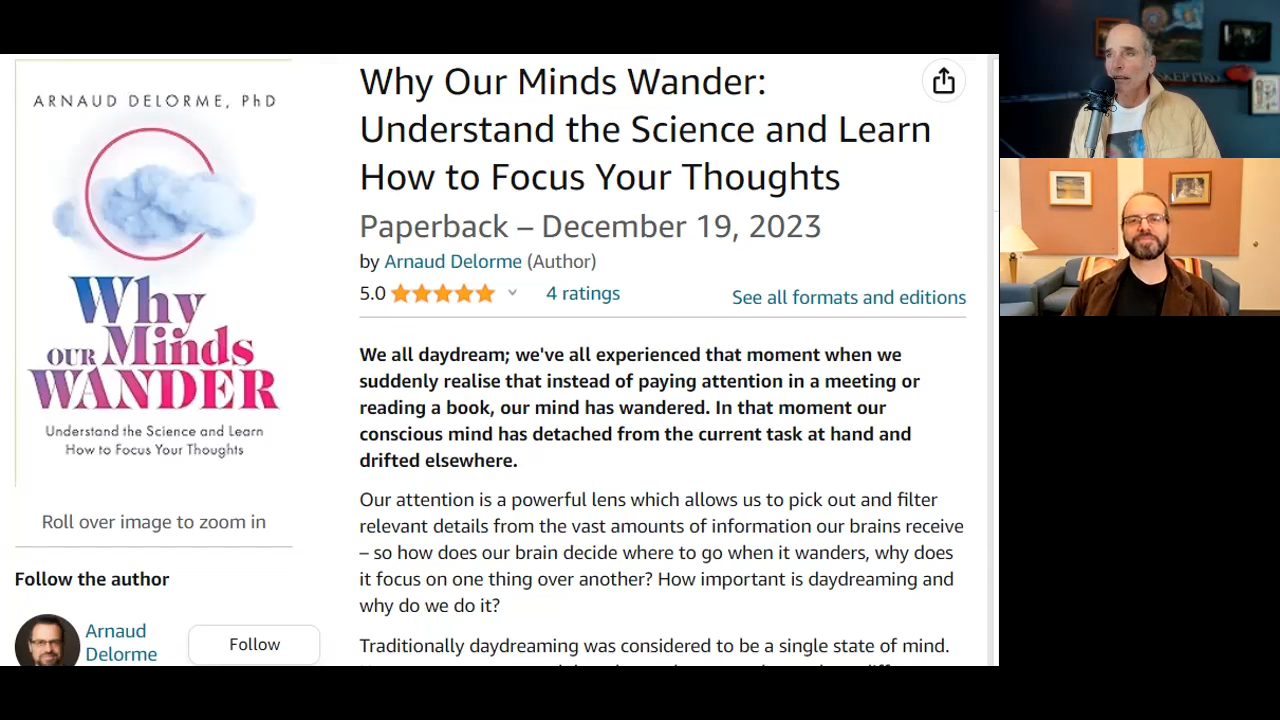 ARNAUD DELORME, PhD
Why
OUR Minds
WANDER
Understand the Science and Learn
How to Focus Your Thoughts
Roll over image to zoom in
Follow the author
Arnaud
Delorme
Follow
Why Our Minds Wander:
Understand the Science and Learn
How to Focus Your Thoughts
Paperback – December 19, 2023
by Arnaud Delorme (Author)
5.0
4 ratings
See all formats and editions
We all daydream; we've all experienced that moment when we
suddenly realise that instead of paying attention in a meeting or
reading a book, our mind has wandered. In that moment our
conscious mind has detached from the current task at hand and
drifted elsewhere.
Our attention is a powerful lens which allows us to pick out and filter
relevant details from the vast amounts of information our brains receive
– so how does our brain decide where to go when it wanders, why does
it focus on one thing over another? How important is daydreaming and
why do we do it?
Traditionally daydreaming was considered to be a single state of mind.